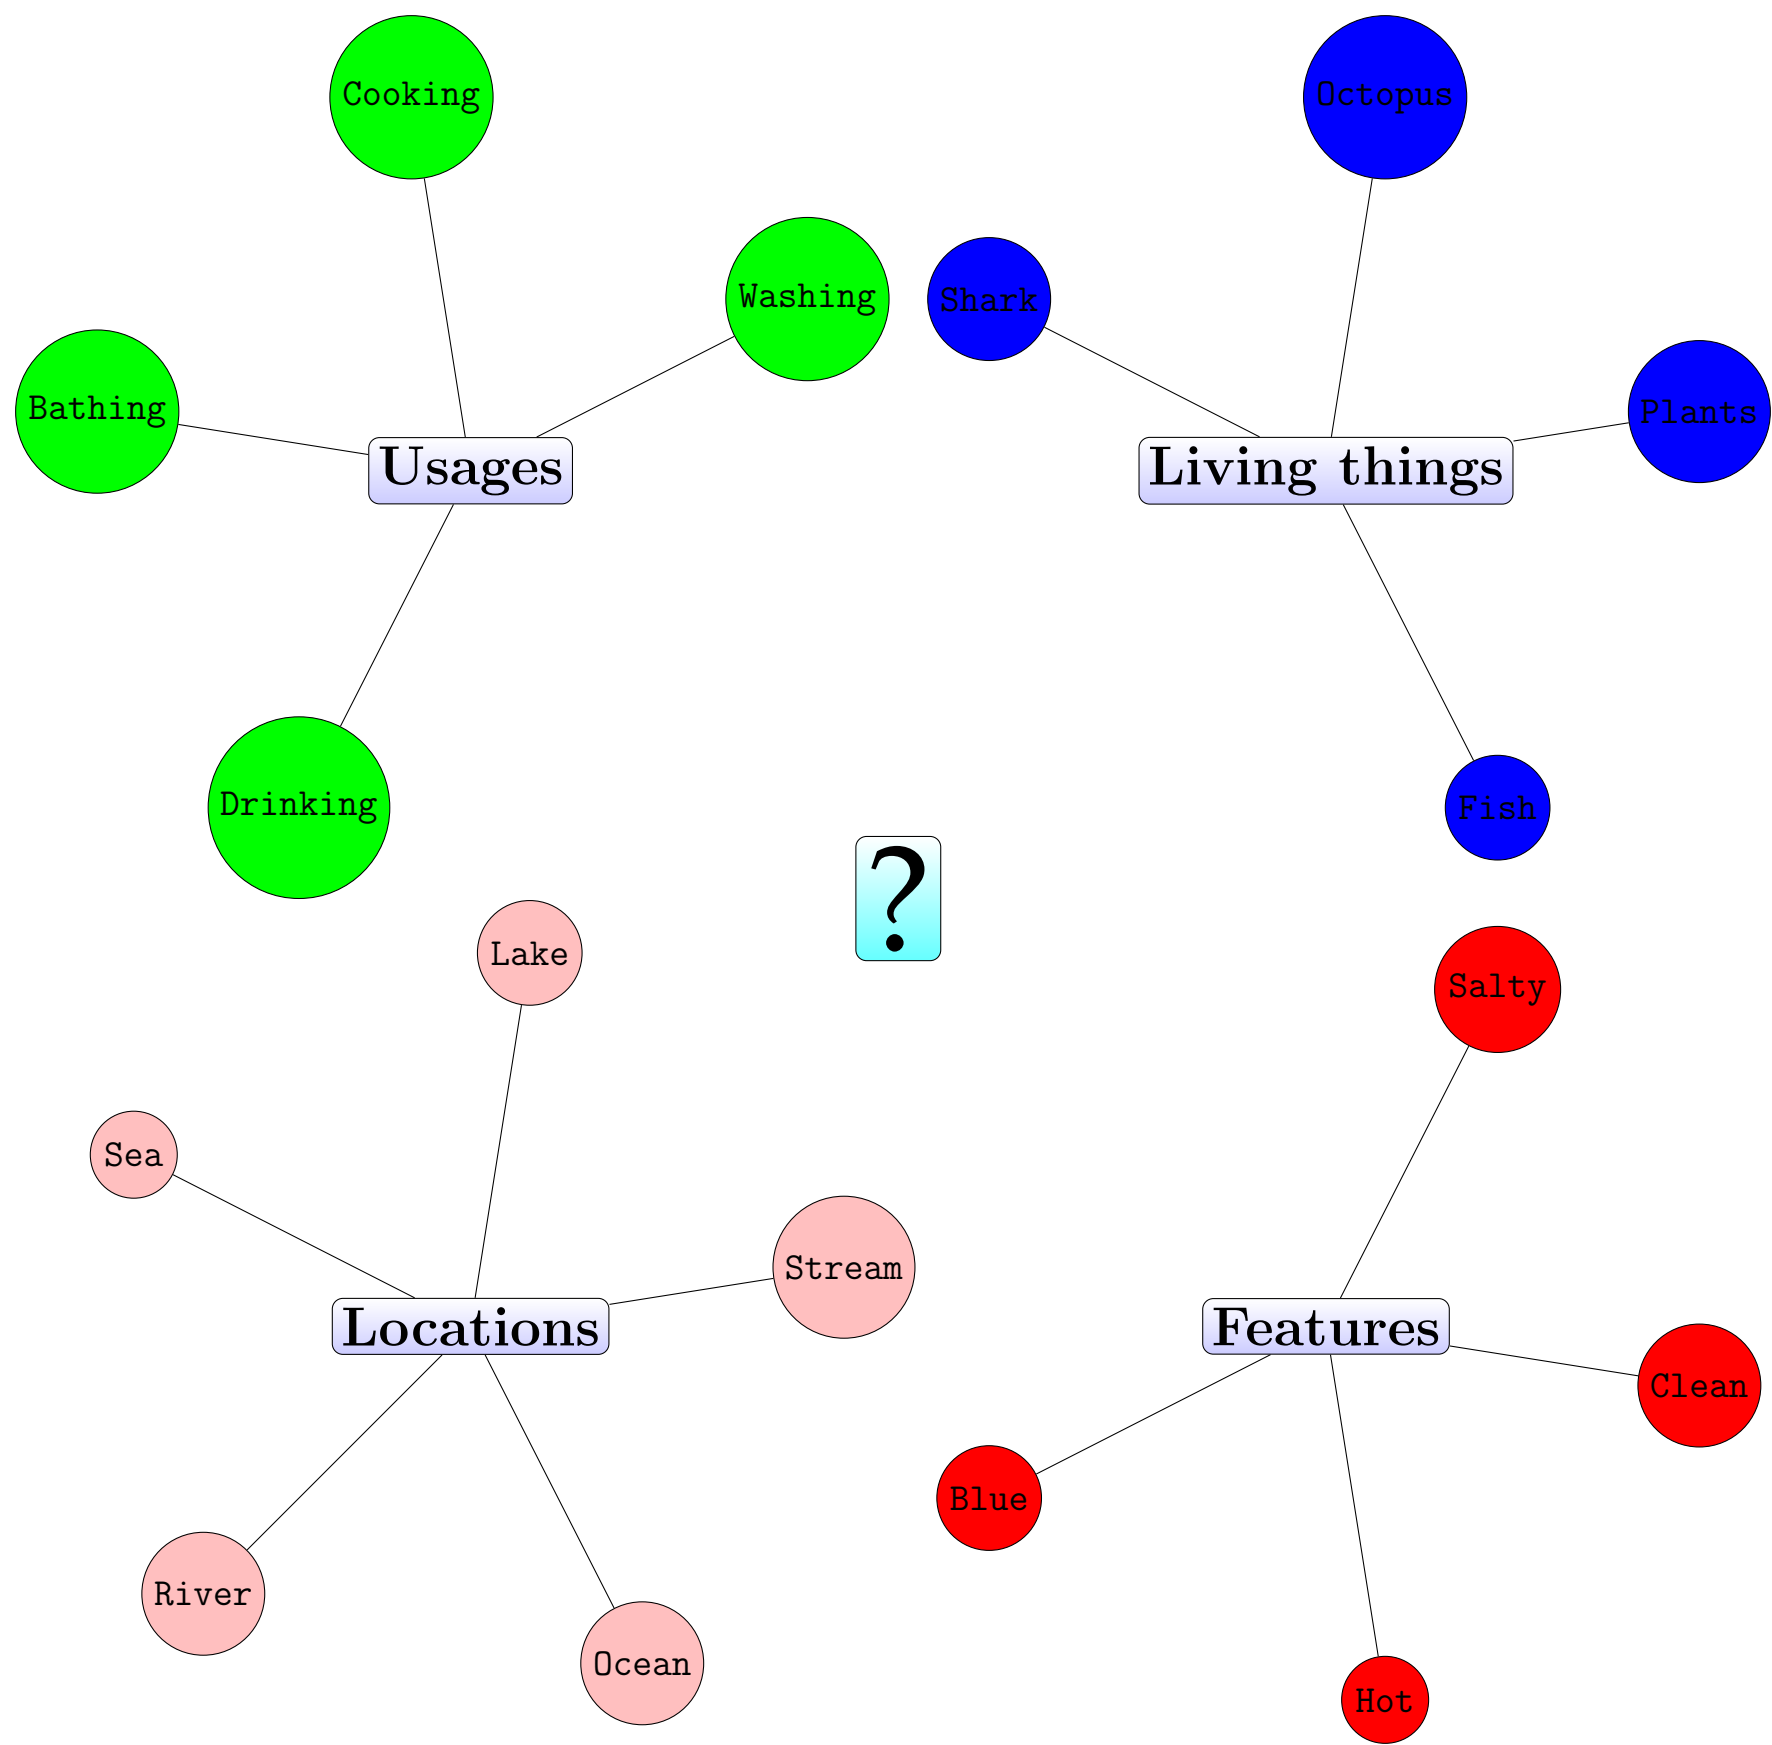 Cooking
Octopus
Washing
Shark
Bathing
Plants
Usages
Living things
Drinking
Fish
?
Lake
Salty
Sea
Stream
Locations
Features
Clean
Blue
River
Ocean
Hot